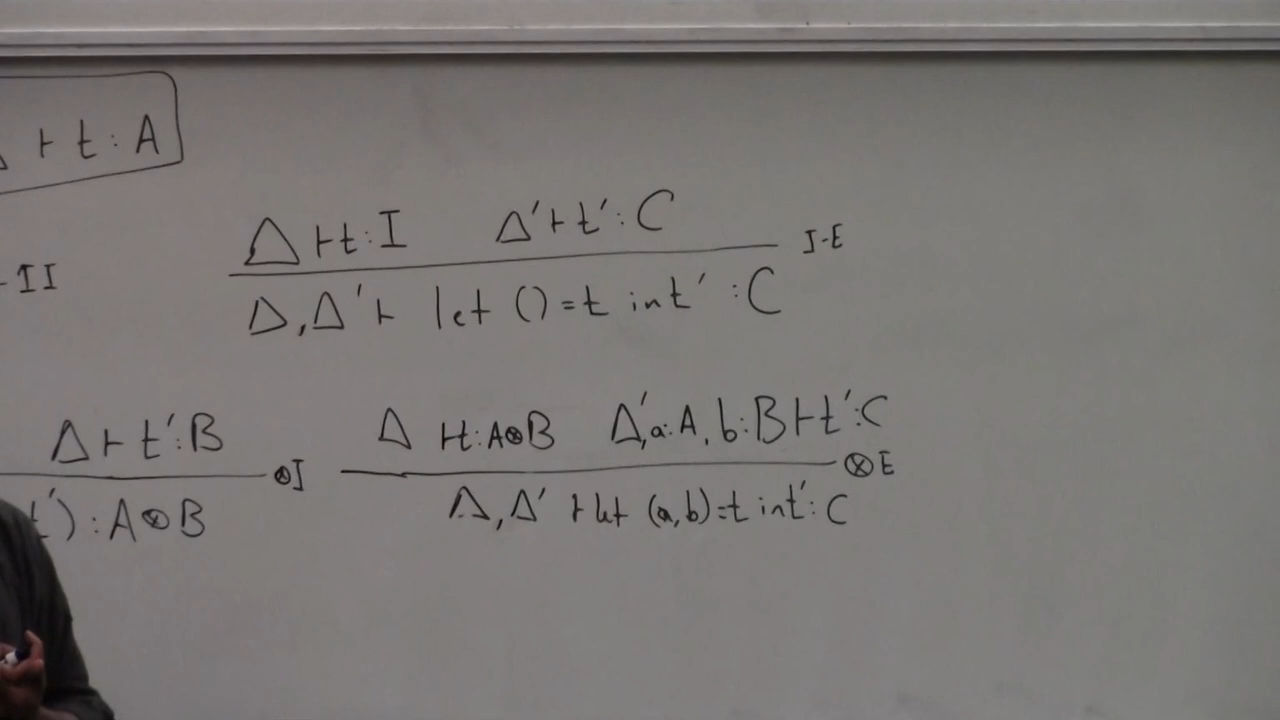 ⊢ t : A
Δ ⊢ t : I    Δ' ⊢ t' : C
I-E
-II
Δ, Δ' ⊢ let () = t in t' : C
Δ ⊢ t' : B
⊗I
t') : A⊗B
Δ ⊢ t : A⊗B    Δ', a : A, b : B ⊢ t' : C
⊗E
Δ, Δ' ⊢ let (a, b) = t in t' : C